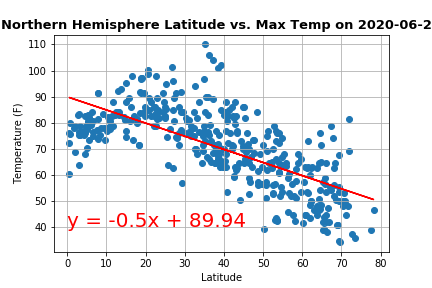 Northern Hemisphere Latitude vs. Max Temp on 2020-06-2
110
100
90
80
70
60
50
40
Temperature (F)
y = -0.5x + 89.94
0 10 20 30 40 50 60 70 80
Latitude